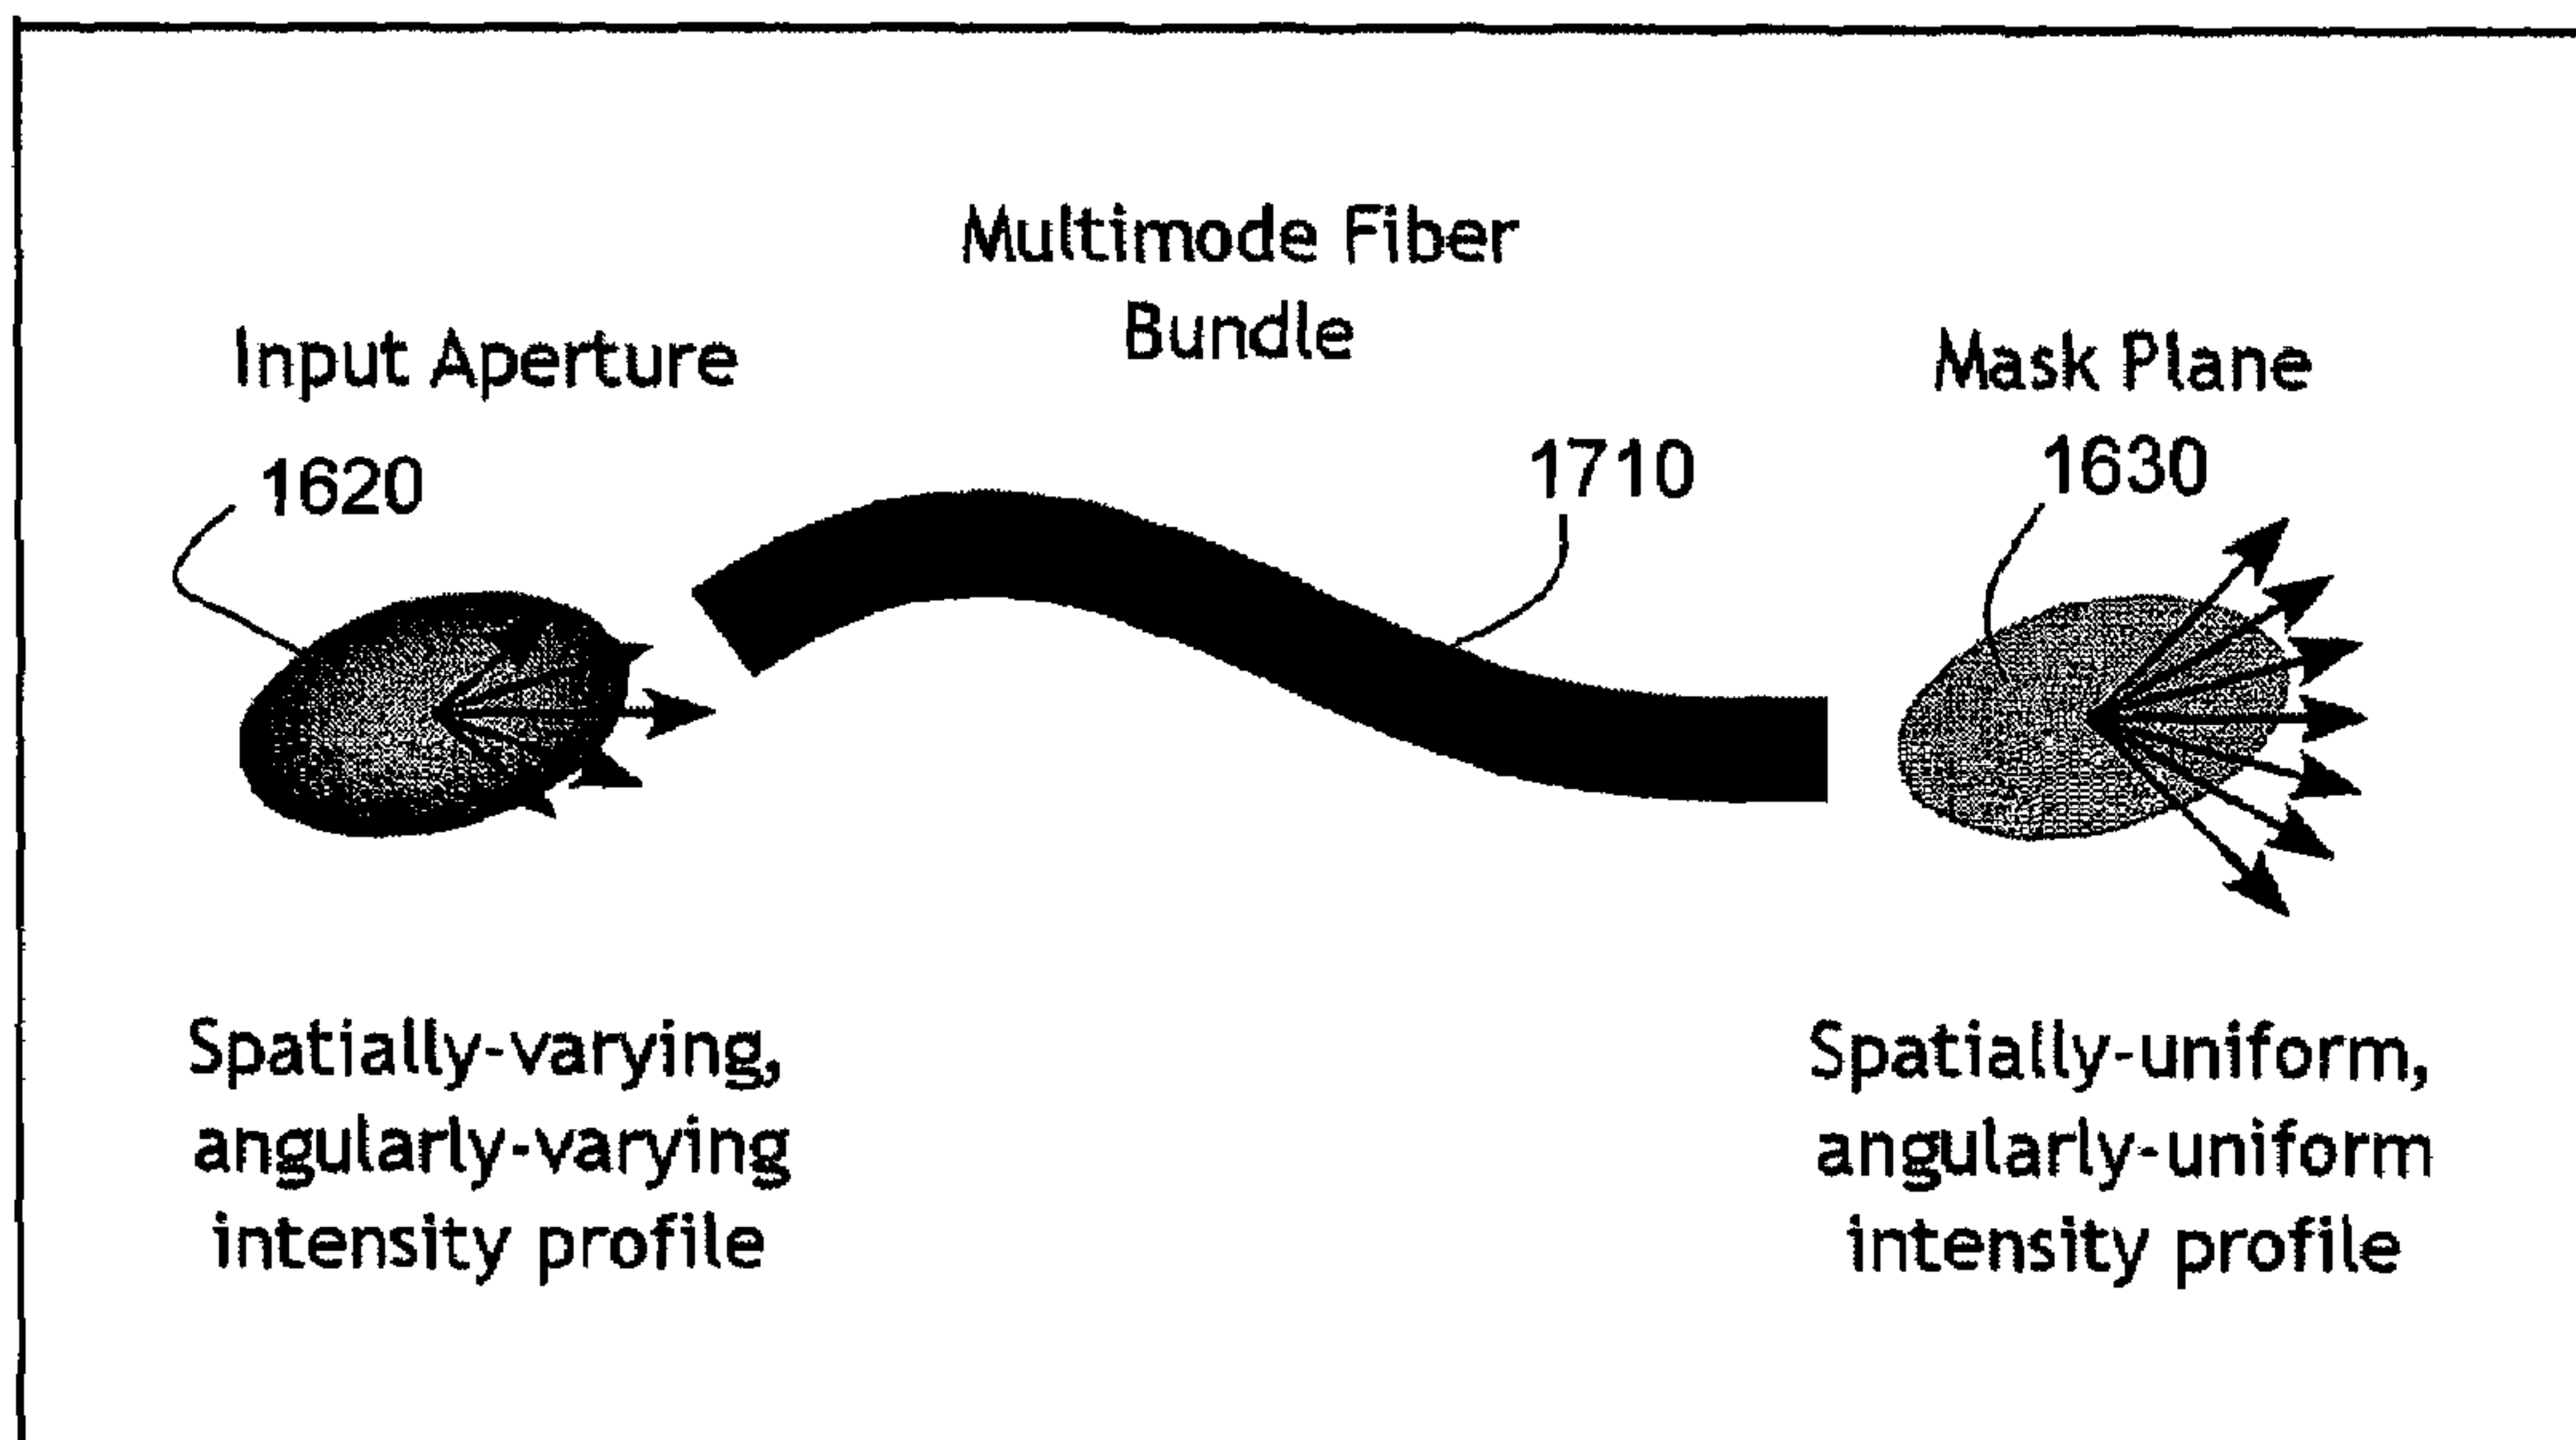 Multimode Fiber
Bundle
Input Aperture
1620
1710
Mask Plane
1630
Spatially-varying,
angularly-varying
intensity profile
Spatially-uniform,
angularly-uniform
intensity profile